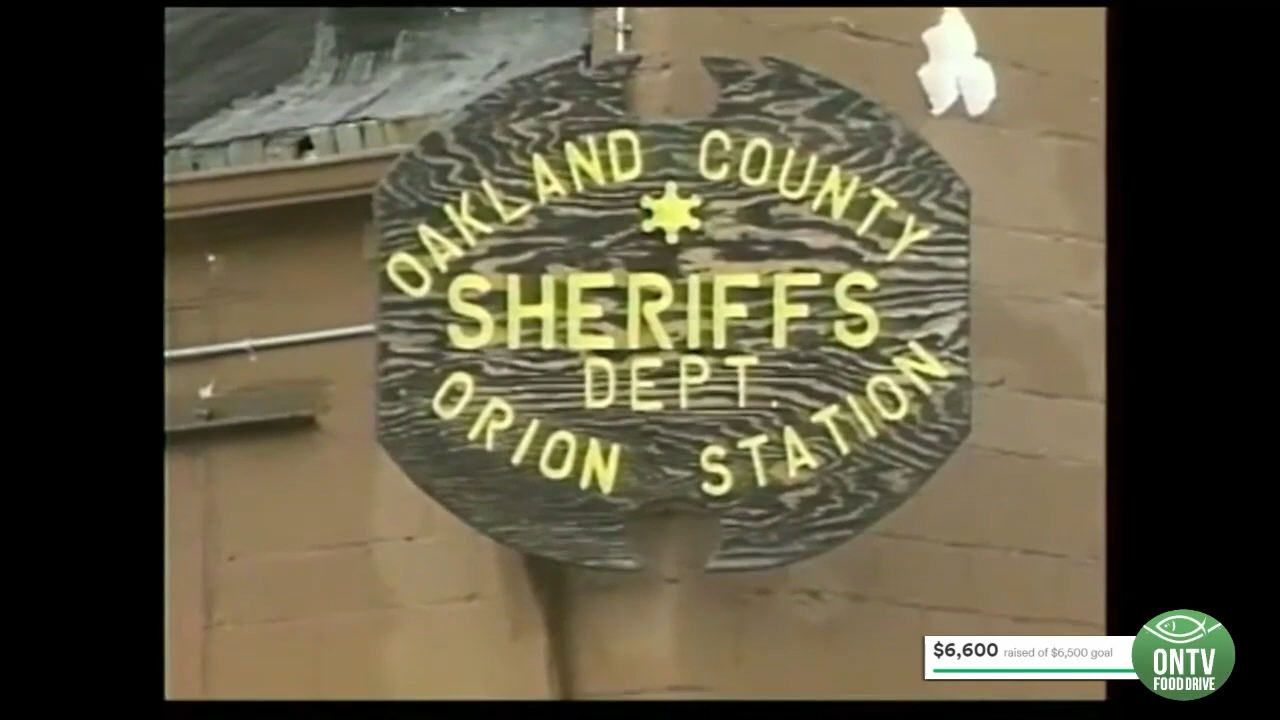 OAKLAND COUNTY
SHERIFFS
DEPT.
ORION STATION
$6,600 raised of $6,500 goal
ONTV
FOOD DRIVE